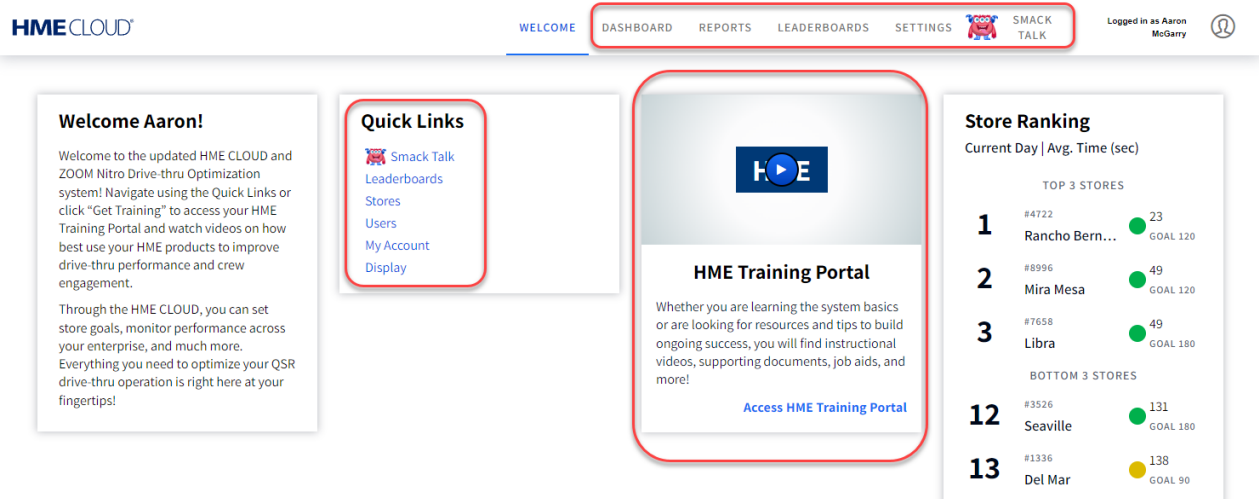 HME CLOUD®
WELCOME
DASHBOARD
REPORTS
LEADERBOARDS
SETTINGS
SMACK
TALK
Logged in as Aaron
McGarry
Welcome Aaron!
Welcome to the updated HME CLOUD and
ZOOM Nitro Drive-thru Optimization
system! Navigate using the Quick Links or
click “Get Training” to access your HME
Training Portal and watch videos on how
best use your HME products to improve
drive-thru performance and crew
engagement.
Through the HME CLOUD, you can set
store goals, monitor performance across
your enterprise, and much more.
Everything you need to optimize your QSR
drive-thru operation is right here at your
fingertips!
Quick Links
Smack Talk
Leaderboards
Stores
Users
My Account
Display
HME
HME Training Portal
Whether you are learning the system basics
or are looking for resources and tips to build
ongoing success, you will find instructional
videos, supporting documents, job aids, and
more!
Access HME Training Portal
Store Ranking
Current Day | Avg. Time (sec)
TOP 3 STORES
1
#4722
Rancho Bern...
23
GOAL 120
2
#8996
Mira Mesa
49
GOAL 120
3
#7658
Libra
49
GOAL 180
BOTTOM 3 STORES
12
#3526
Seaville
131
GOAL 180
13
#1336
Del Mar
138
GOAL 90